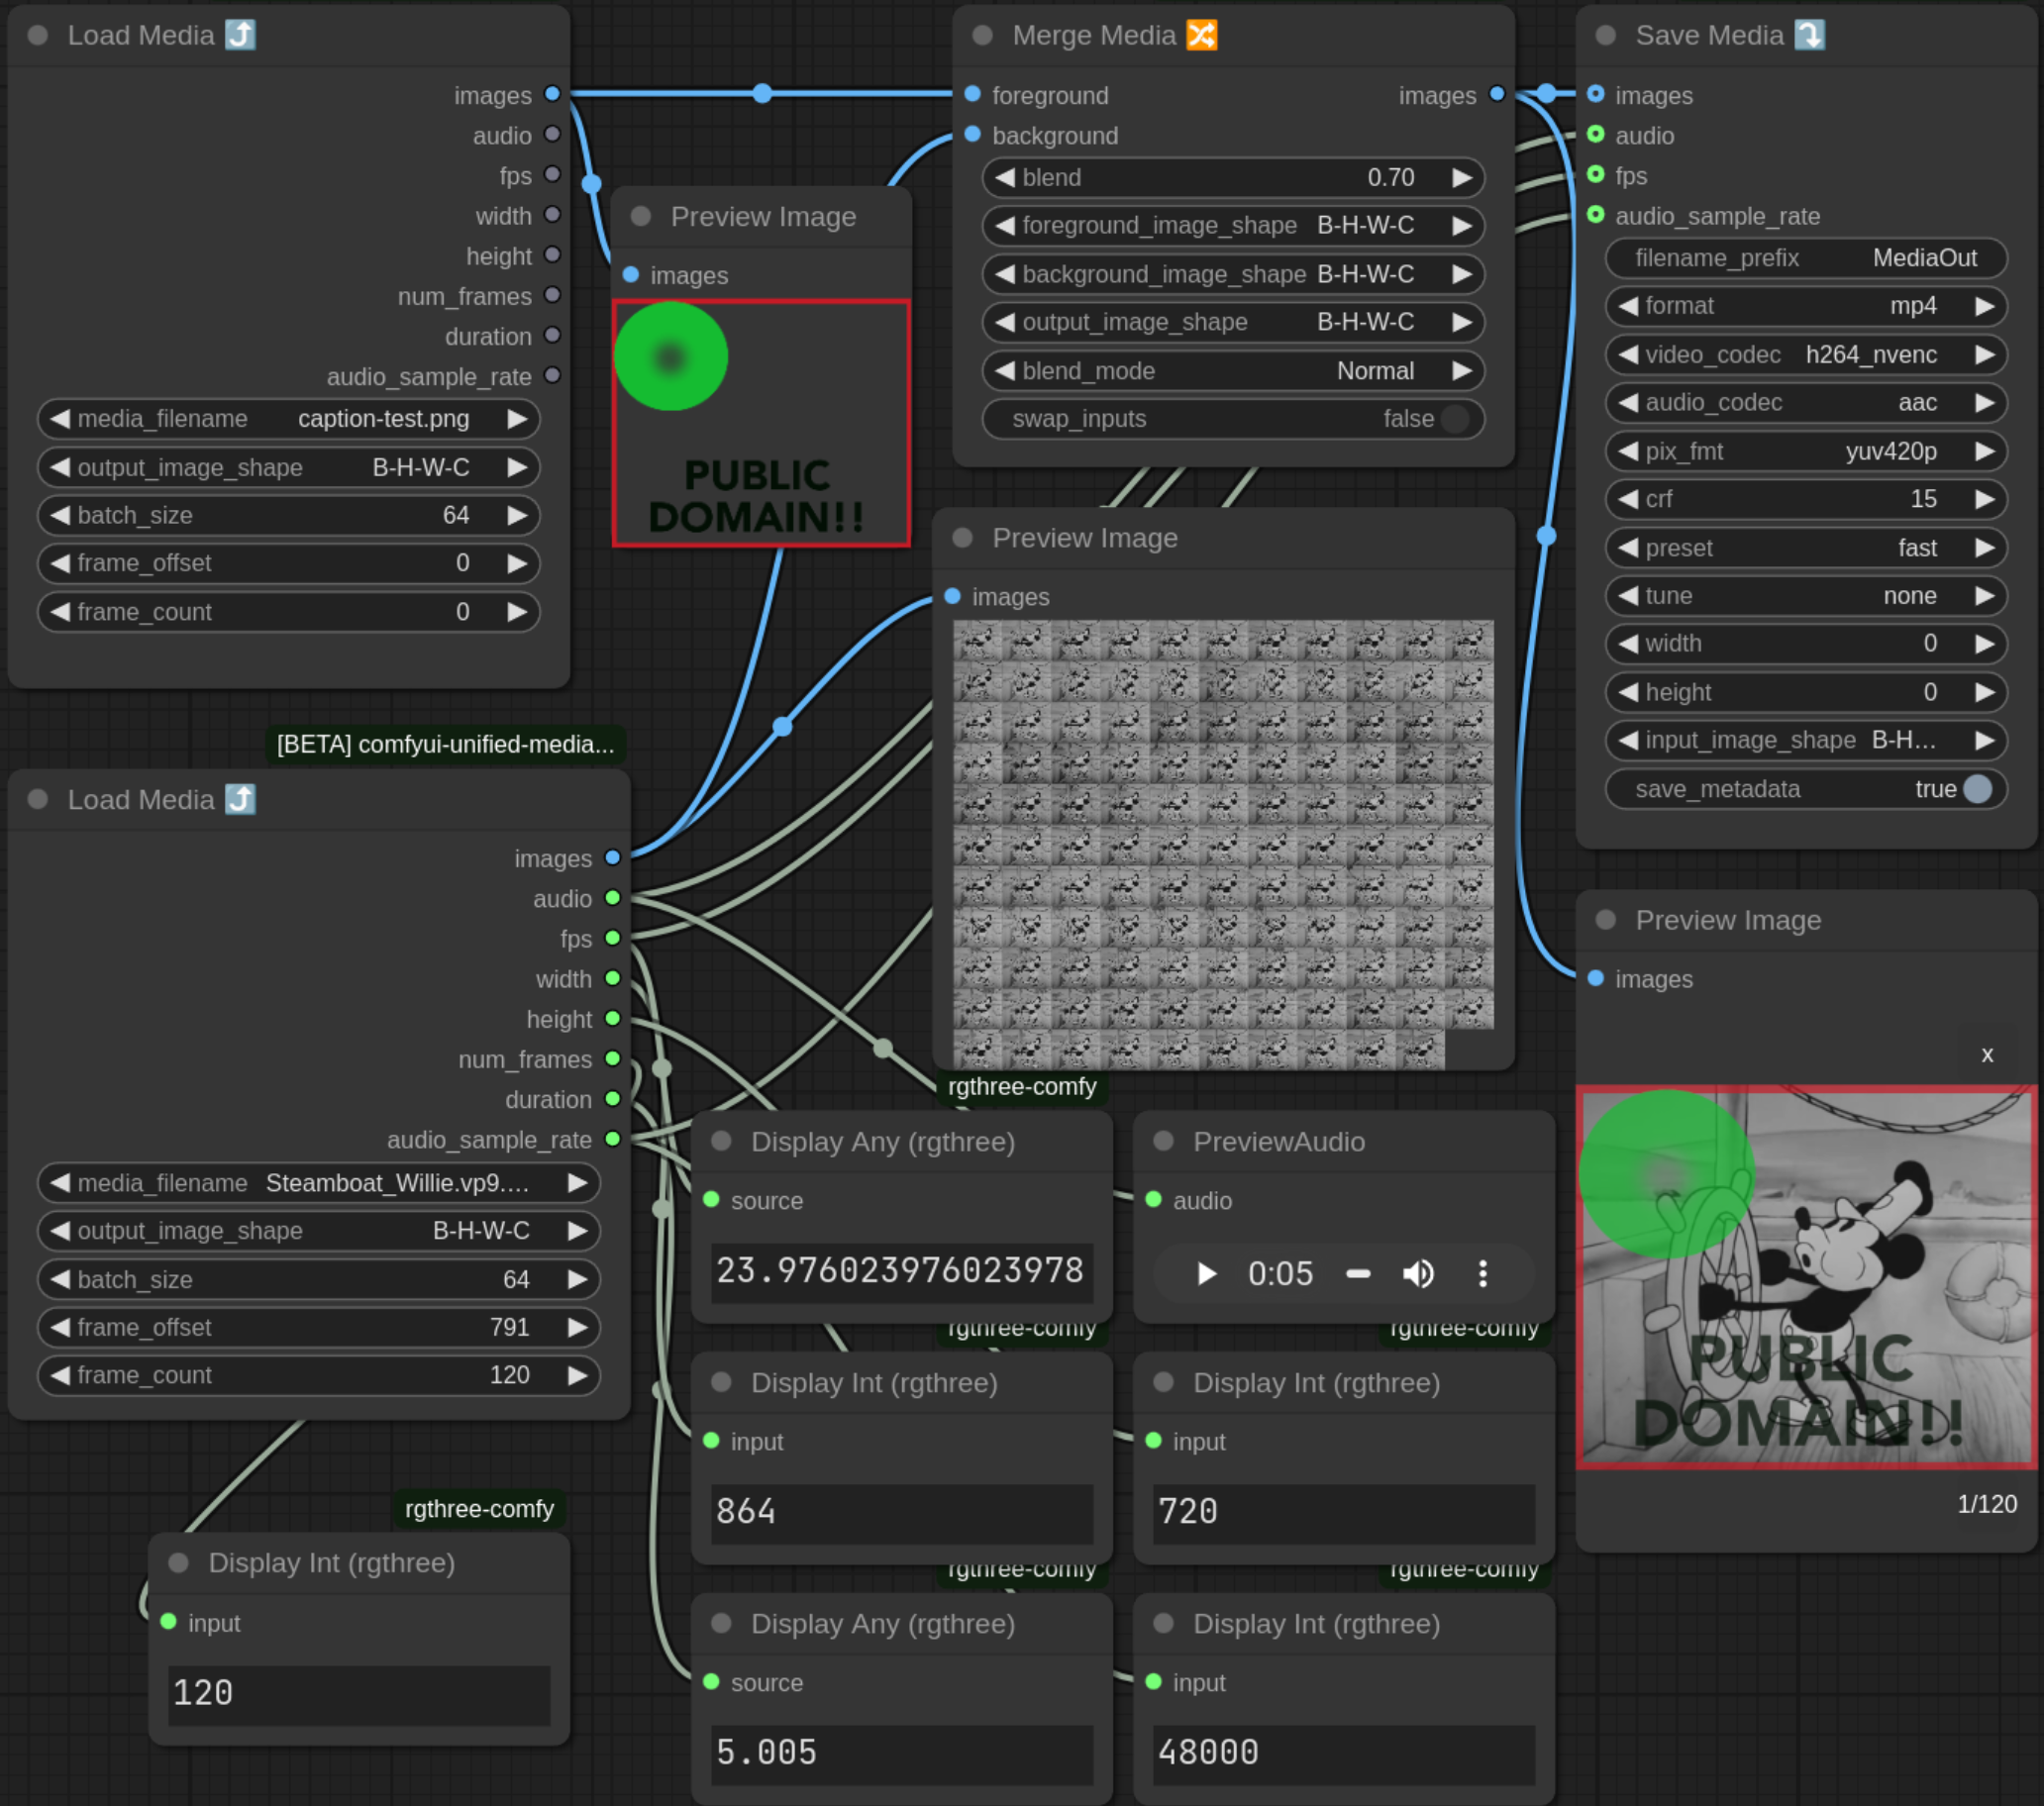 Load Media ⤴️
images
audio
fps
width
height
num_frames
duration
audio_sample_rate
media_filename caption-test.png
output_image_shape B-H-W-C
batch_size 64
frame_offset 0
frame_count 0
Preview Image
images
PUBLIC
DOMAIN!!
Merge Media 🔀
foreground images
background
blend 0.70
foreground_image_shape B-H-W-C
background_image_shape B-H-W-C
output_image_shape B-H-W-C
blend_mode Normal
swap_inputs false
Save Media ⤵️
images
audio
fps
audio_sample_rate
filename_prefix MediaOut
format mp4
video_codec h264_nvenc
audio_codec aac
pix_fmt yuv420p
crf 15
preset fast
tune none
width 0
height 0
input_image_shape B-H...
save_metadata true
Preview Image
images
[BETA] comfyui-unified-media...
Load Media ⤴️
images
audio
fps
width
height
num_frames
duration
audio_sample_rate
media_filename Steamboat_Willie.vp9....
output_image_shape B-H-W-C
batch_size 64
frame_offset 791
frame_count 120
rgthree-comfy
Display Any (rgthree)
source
23.976023976023978
PreviewAudio
audio
0:05
rgthree-comfy
rgthree-comfy
Display Int (rgthree)
input
864
Display Int (rgthree)
input
720
rgthree-comfy
rgthree-comfy
Display Any (rgthree)
source
5.005
Display Int (rgthree)
input
48000
rgthree-comfy
Display Int (rgthree)
input
120
Preview Image
images
x
PUBLIC
DOMAIN!!
1/120